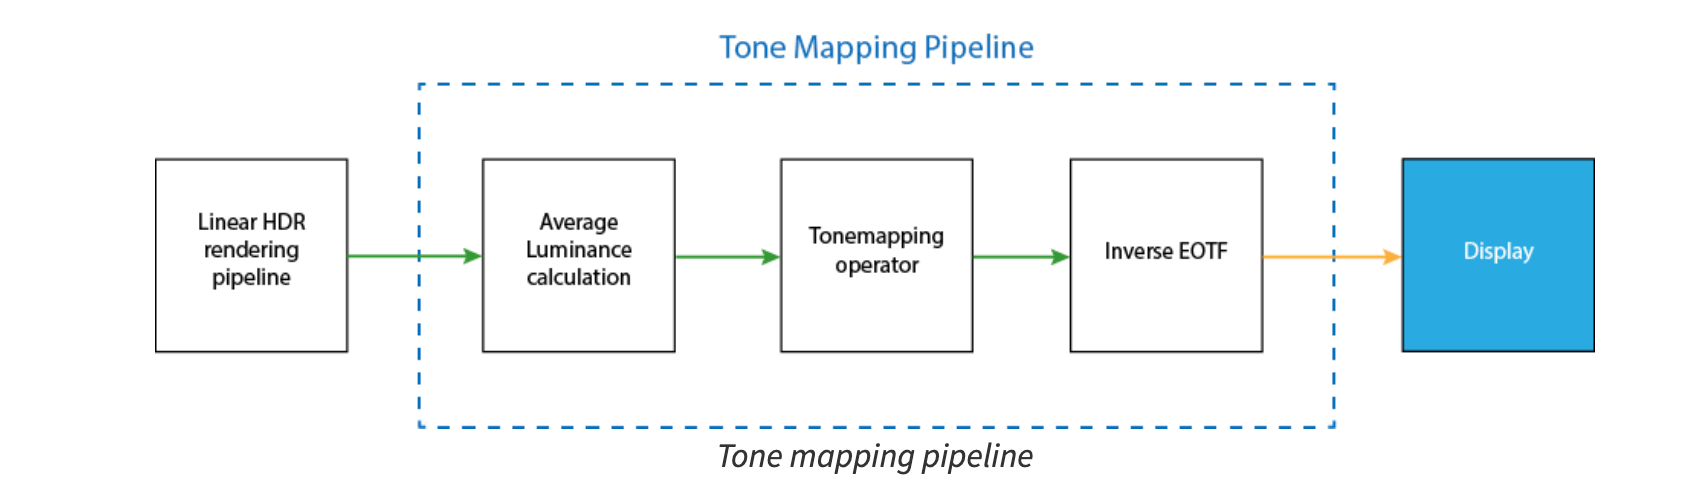 Tone Mapping Pipeline
Linear HDR
rendering
pipeline
Average
Luminance
calculation
Tonemapping
operator
Inverse EOTF
Display
Tone mapping pipeline